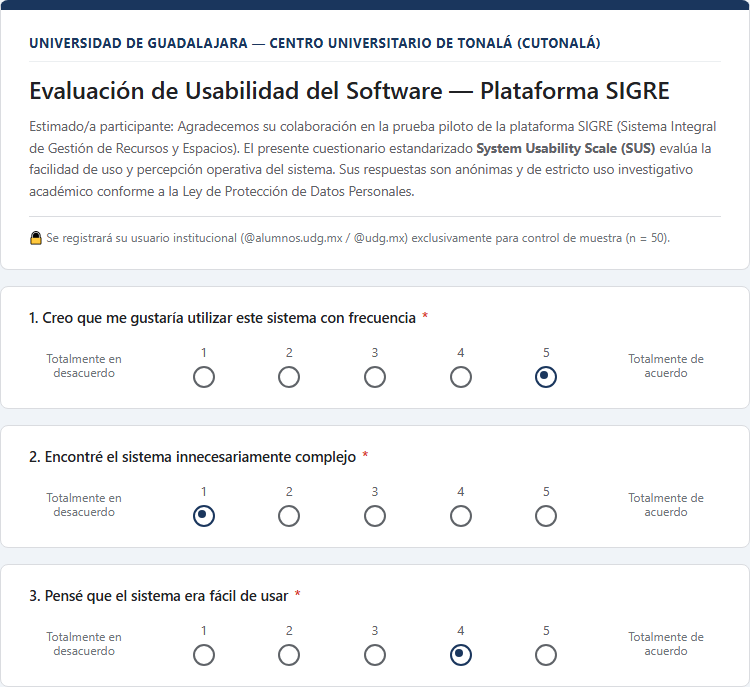 UNIVERSIDAD DE GUADALAJARA — CENTRO UNIVERSITARIO DE TONALÁ (CUTONALÁ)
Evaluación de Usabilidad del Software — Plataforma SIGRE
Estimado/a participante: Agradecemos su colaboración en la prueba piloto de la plataforma SIGRE (Sistema Integral
de Gestión de Recursos y Espacios). El presente cuestionario estandarizado System Usability Scale (SUS) evalúa la
facilidad de uso y percepción operativa del sistema. Sus respuestas son anónimas y de estricto uso investigativo
académico conforme a la Ley de Protección de Datos Personales.
Se registrará su usuario institucional (@alumnos.udg.mx / @udg.mx) exclusivamente para control de muestra (n = 50).
1. Creo que me gustaría utilizar este sistema con frecuencia *
Totalmente en
desacuerdo
1 2 3 4 5
Totalmente de
acuerdo
2. Encontré el sistema innecesariamente complejo *
Totalmente en
desacuerdo
1 2 3 4 5
Totalmente de
acuerdo
3. Pensé que el sistema era fácil de usar *
Totalmente en
desacuerdo
1 2 3 4 5
Totalmente de
acuerdo